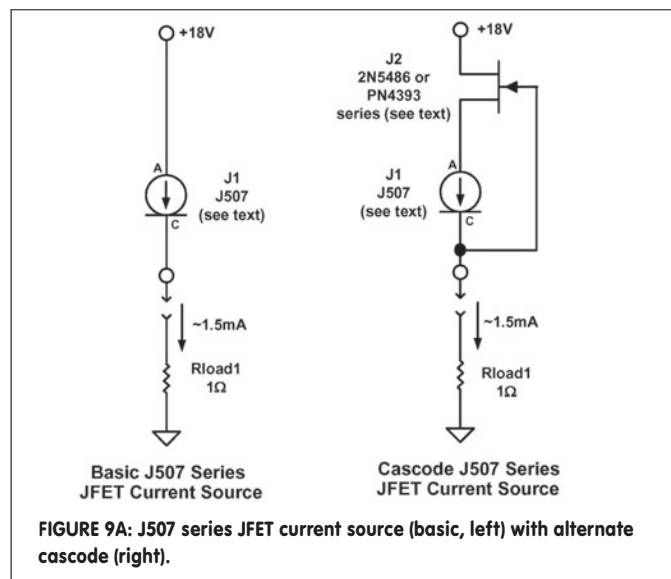 +18V
A
J1
J507
(see text)
C
~1.5mA
Rload1
1Ω
Basic J507 Series
JFET Current Source
+18V
J2
2N5486 or
PN4393
series (see text)
A
J1
J507
(see text)
C
~1.5mA
Rload1
1Ω
Cascode J507 Series
JFET Current Source
FIGURE 9A: J507 series JFET current source (basic, left) with alternate
cascode (right).